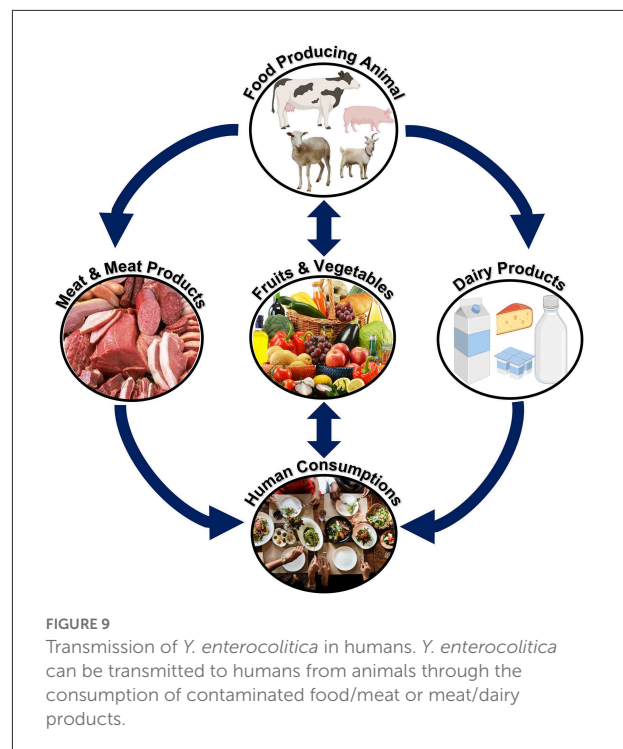 Food Producing Animal
Meat & Meat Products
Fruits & Vegetables
Dairy Products
Human Consumptions
FIGURE 9
Transmission of Y. enterocolitica in humans. Y. enterocolitica
can be transmitted to humans from animals through the
consumption of contaminated food/meat or meat/dairy
products.